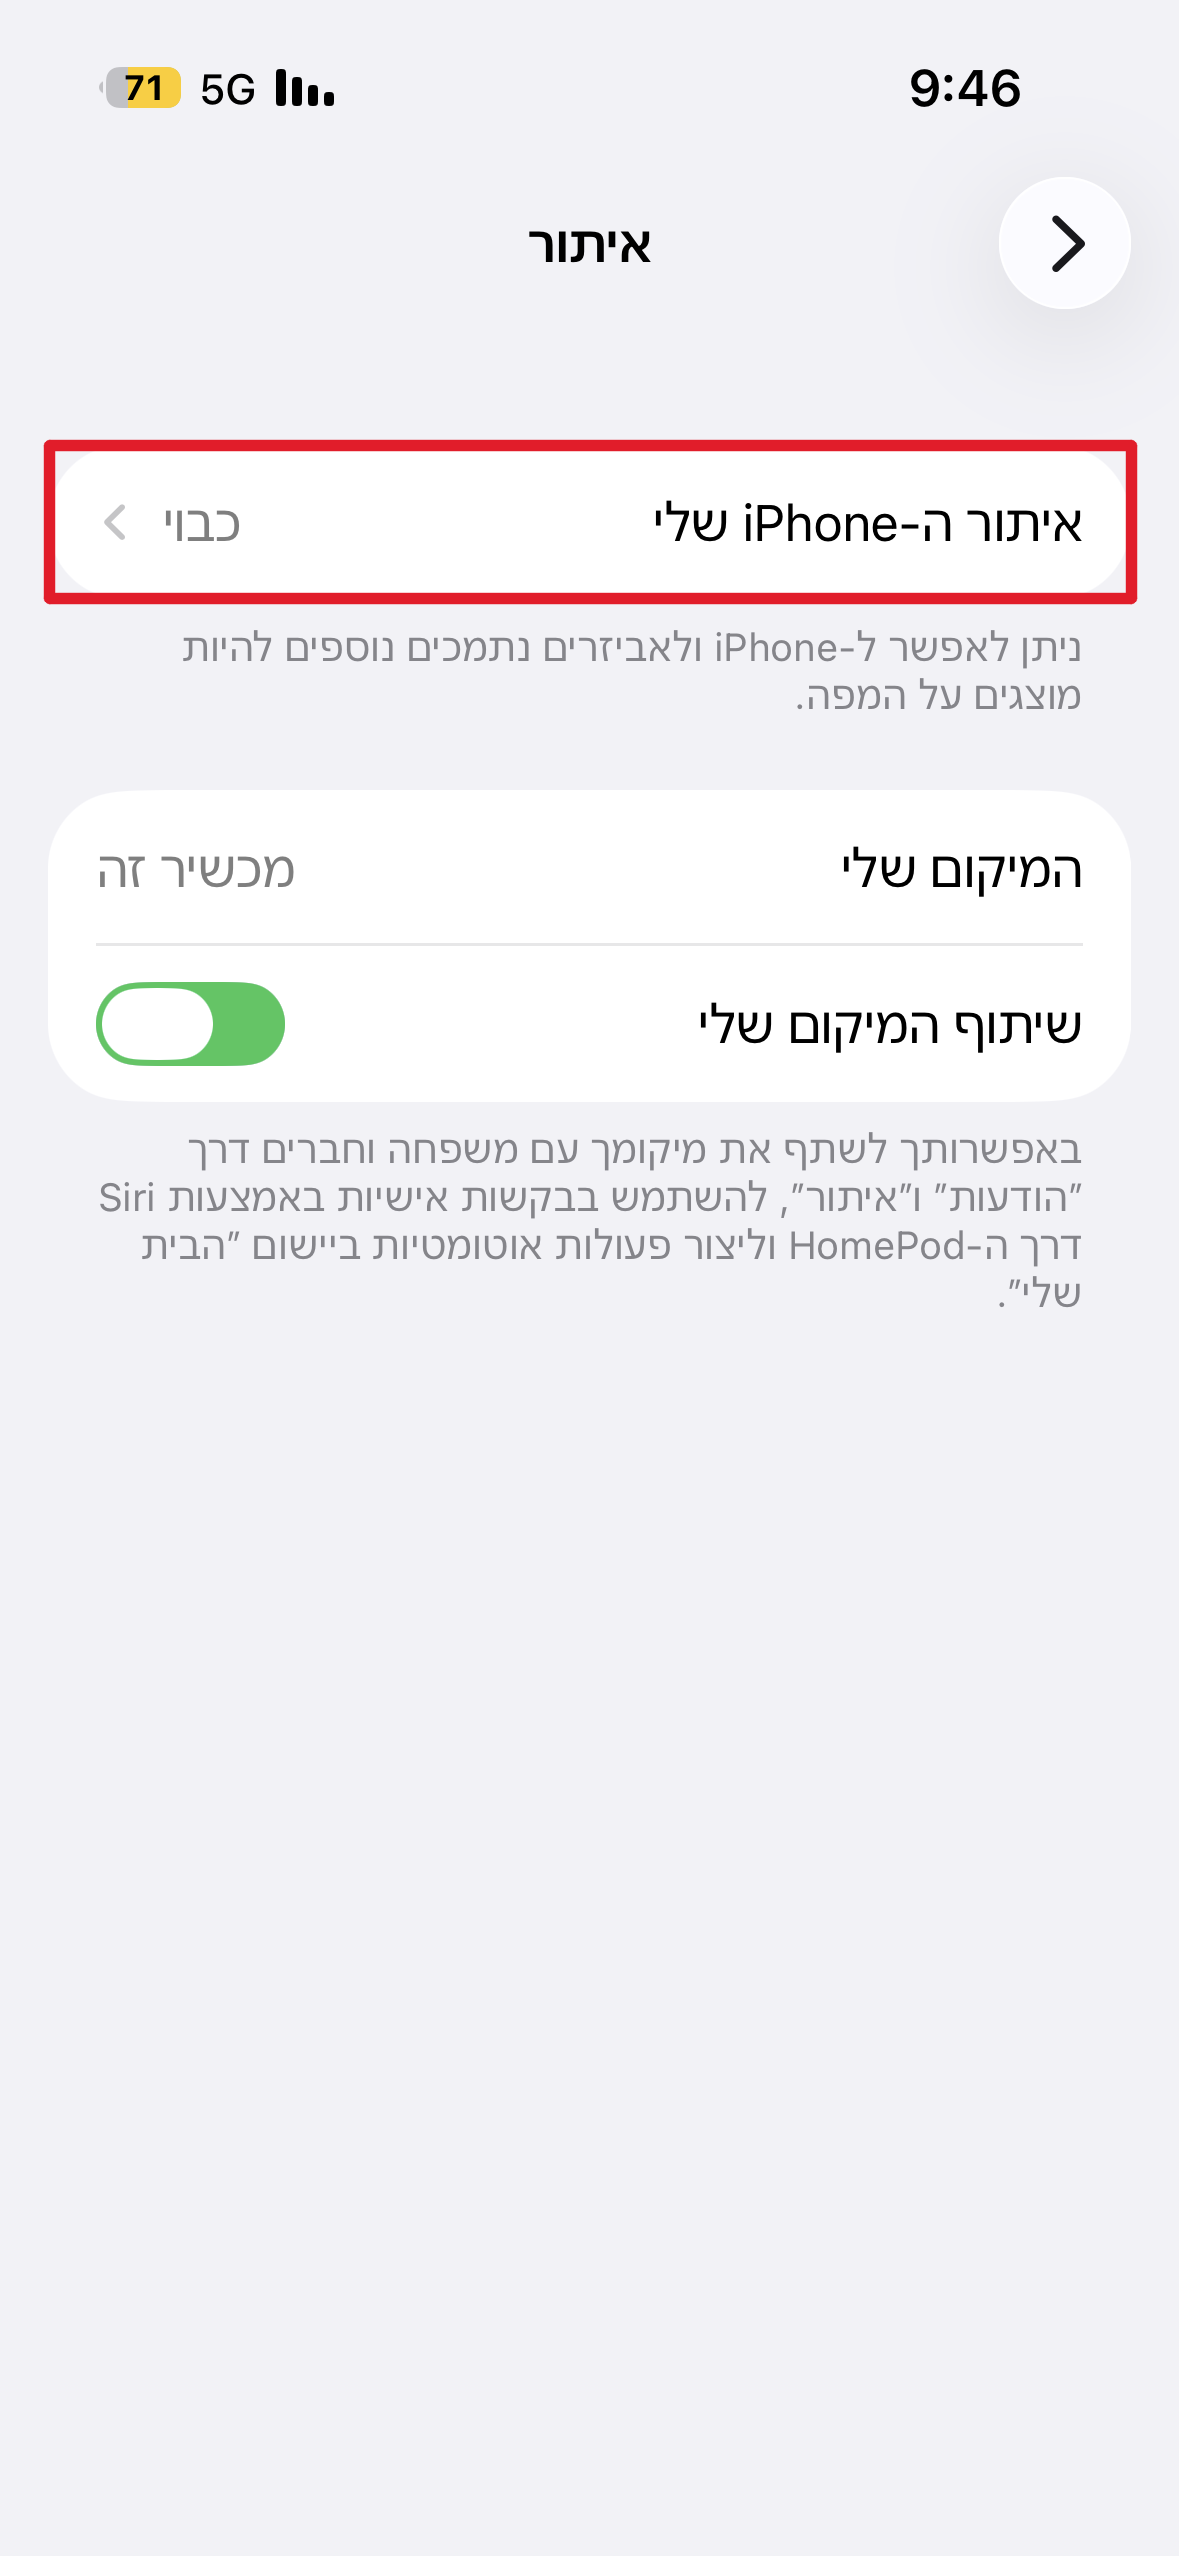 9:46
5G
71
איתור
איתור ה-iPhone שלי
כבוי
ניתן לאפשר ל-iPhone ולאביזרים נתמכים נוספים להיות
מוצגים על המפה.
המיקום שלי
מכשיר זה
שיתוף המיקום שלי
באפשרותך לשתף את מיקומך עם משפחה וחברים דרך
״הודעות״ ו״איתור״, להשתמש בבקשות אישיות באמצעות Siri
דרך ה-HomePod וליצור פעולות אוטומטיות ביישום ״הבית
שלי״.